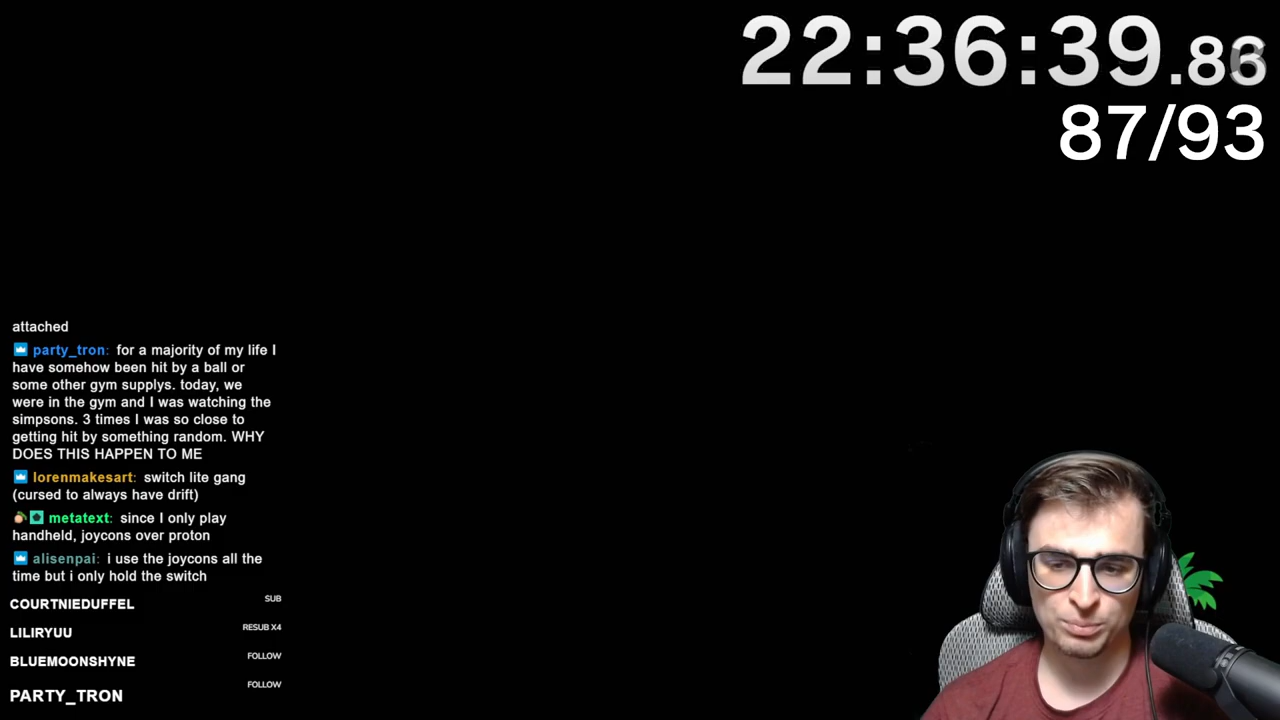 22:36:39.86
87/93
attached
party_tron: for a majority of my life I
have somehow been hit by a ball or
some other gym supplys. today, we
were in the gym and I was watching the
simpsons. 3 times I was so close to
getting hit by something random. WHY
DOES THIS HAPPEN TO ME
lorenmakesart: switch lite gang
(cursed to always have drift)
metatext: since I only play
handheld, joycons over proton
alisenpai: i use the joycons all the
time but i only hold the switch
COURTNIEDUFFEL SUB
LILIRYUU RESUB X4
BLUEMOONSHYNE FOLLOW
PARTY_TRON FOLLOW